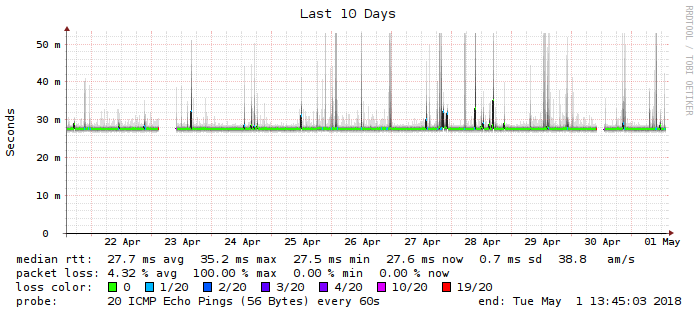 Last 10 Days
RRDTOOL / TOBI OETIKER
Seconds
50 m
40 m
30 m
20 m
10 m
0
22 Apr 23 Apr 24 Apr 25 Apr 26 Apr 27 Apr 28 Apr 29 Apr 30 Apr 01 May
median rtt: 27.7 ms avg 35.2 ms max 27.5 ms min 27.6 ms now 0.7 ms sd 38.8 am/s
packet loss: 4.32 % avg 100.00 % max 0.00 % min 0.00 % now
loss color: 0 1/20 2/20 3/20 4/20 10/20 19/20
probe: 20 ICMP Echo Pings (56 Bytes) every 60s end: Tue May 1 13:45:03 2018